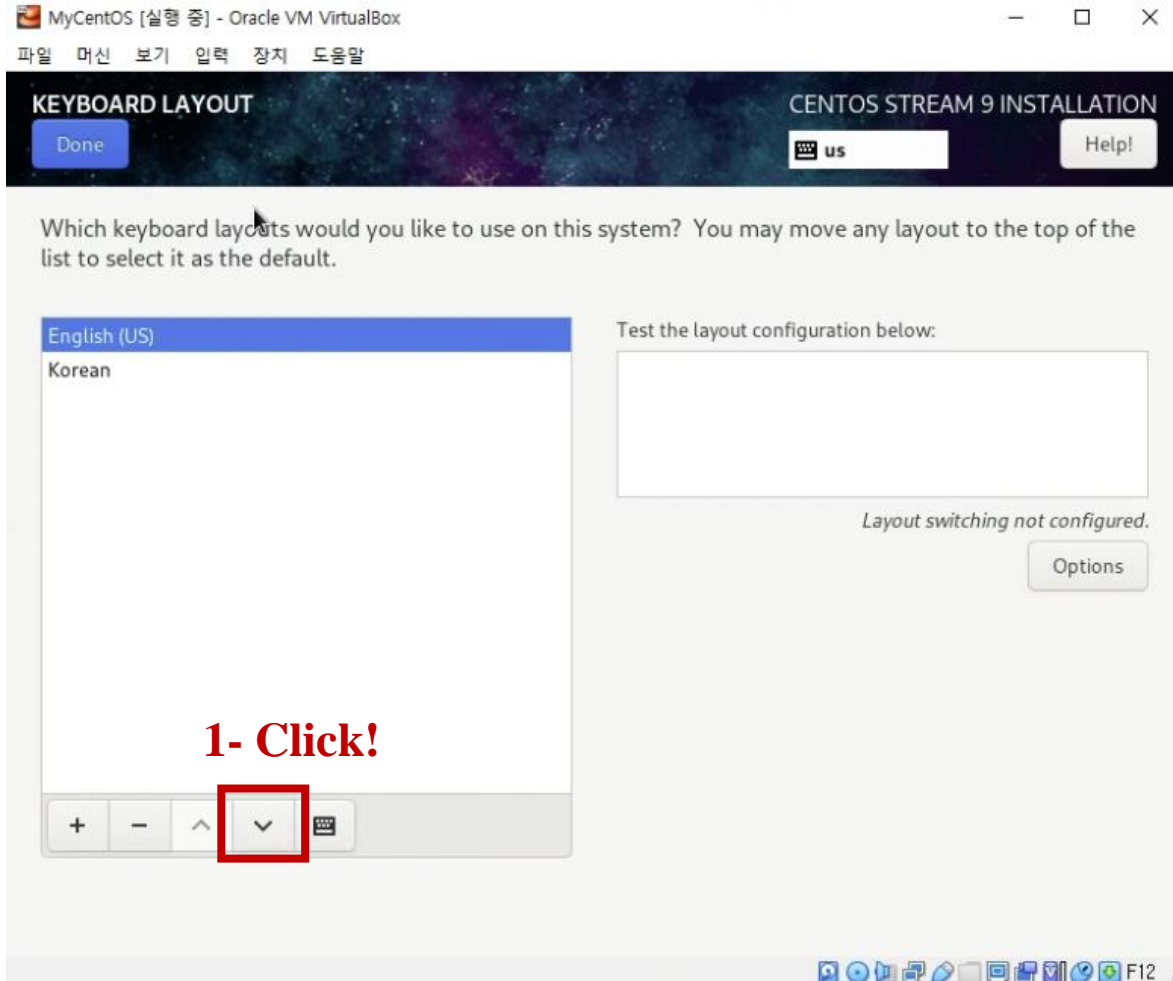 MyCentOS [실행 중] - Oracle VM VirtualBox
파일 머신 보기 입력 장치 도움말
KEYBOARD LAYOUT
CENTOS STREAM 9 INSTALLATION
Done
us
Help!
Which keyboard layouts would you like to use on this system? You may move any layout to the top of the
list to select it as the default.
English (US)
Korean
Test the layout configuration below:
Layout switching not configured.
Options
1- Click!
F12